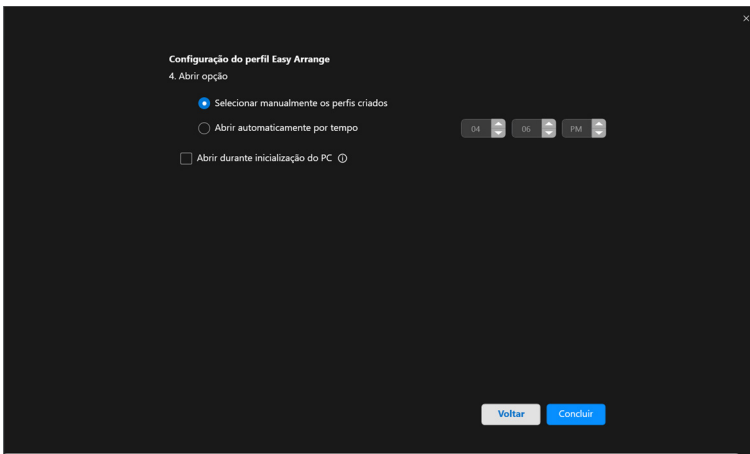 Configuração do perfil Easy Arrange
4. Abrir opção
Selecionar manualmente os perfis criados
Abrir automaticamente por tempo 04 06 PM
Abrir durante inicialização do PC
Voltar Concluir